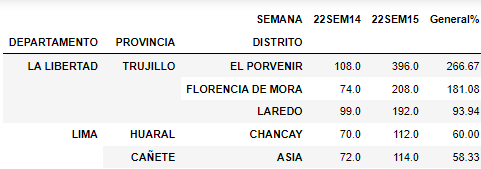 SEMANA 22SEM14 22SEM15 General%
DEPARTAMENTO PROVINCIA DISTRITO
LA LIBERTAD TRUJILLO EL PORVENIR 108.0 396.0 266.67
FLORENCIA DE MORA 74.0 208.0 181.08
LAREDO 99.0 192.0 93.94
LIMA HUARAL CHANCAY 70.0 112.0 60.00
CAÑETE ASIA 72.0 114.0 58.33